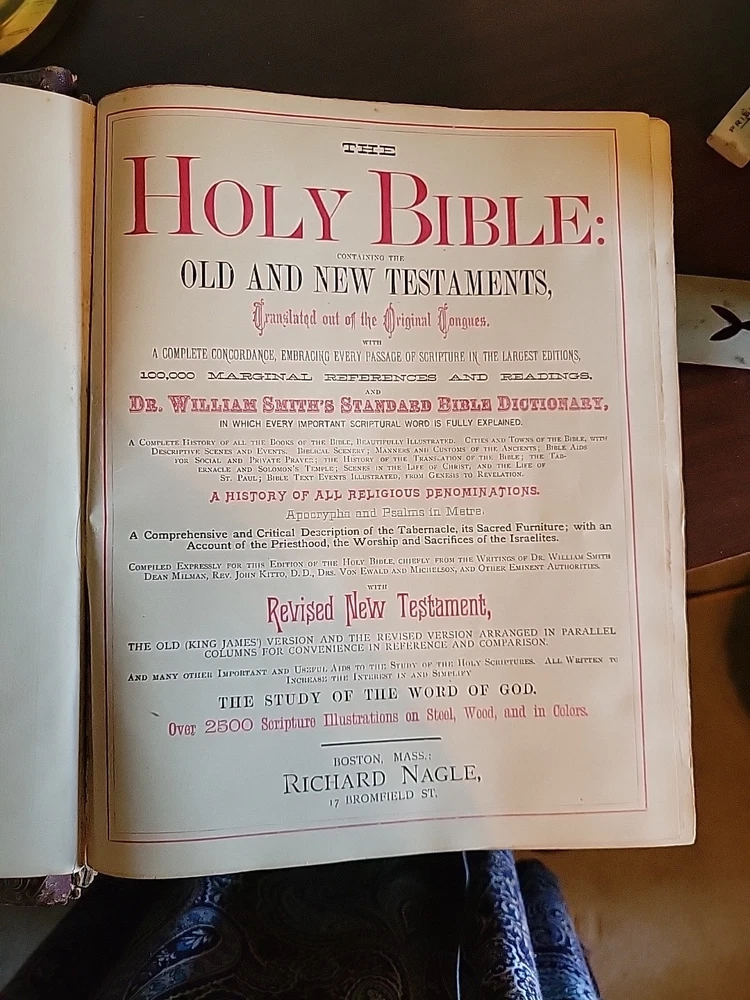 THE
HOLY BIBLE:
CONTAINING THE
OLD AND NEW TESTAMENTS,
Translated out of the Original Tongues.
WITH
A COMPLETE CONCORDANCE, EMBRACING EVERY PASSAGE OF SCRIPTURE IN THE LARGEST EDITIONS,
100,000 MARGINAL REFERENCES AND READINGS,
AND
DR. WILLIAM SMITH'S STANDARD BIBLE DICTIONARY,
IN WHICH EVERY IMPORTANT SCRIPTURAL WORD IS FULLY EXPLAINED.
A COMPLETE HISTORY OF ALL THE BOOKS OF THE BIBLE, BEAUTIFULLY ILLUSTRATED. CITIES AND TOWNS OF THE BIBLE, WITH
DESCRIPTIVE SCENES AND EVENTS. BIBLICAL SCENERY; MANNERS AND CUSTOMS OF THE ANCIENTS; BIBLE AIDS
FOR SOCIAL AND PRIVATE PRAYER; THE HISTORY OF THE TRANSLATION OF THE BIBLE; THE TAB-
ERNACLE AND SOLOMON'S TEMPLE; SCENES IN THE LIFE OF CHRIST, AND THE LIFE OF
ST. PAUL; BIBLE TEXT EVENTS ILLUSTRATED, FROM GENESIS TO REVELATION.
A HISTORY OF ALL RELIGIOUS DENOMINATIONS.
Apocrypha and Psalms in Metre.
A Comprehensive and Critical Description of the Tabernacle, its Sacred Furniture; with an
Account of the Priesthood, the Worship and Sacrifices of the Israelites.
COMPILED EXPRESSLY FOR THIS EDITION OF THE HOLY BIBLE, CHIEFLY FROM THE WRITINGS OF DR. WILLIAM SMITH
DEAN MILMAN, REV. JOHN KITTO, D.D., DRS. VON EWALD AND MICHELSON, AND OTHER EMINENT AUTHORITIES.
WITH
Revised New Testament,
THE OLD (KING JAMES') VERSION AND THE REVISED VERSION ARRANGED IN PARALLEL
COLUMNS FOR CONVENIENCE IN REFERENCE AND COMPARISON.
AND MANY OTHER IMPORTANT AND USEFUL AIDS TO THE STUDY OF THE HOLY SCRIPTURES. ALL WRITTEN TO
INCREASE THE INTEREST IN AND SIMPLIFY
THE STUDY OF THE WORD OF GOD.
Over 2500 Scripture Illustrations on Steel, Wood, and in Colors.
BOSTON, MASS.:
RICHARD NAGLE,
17 BROMFIELD ST.